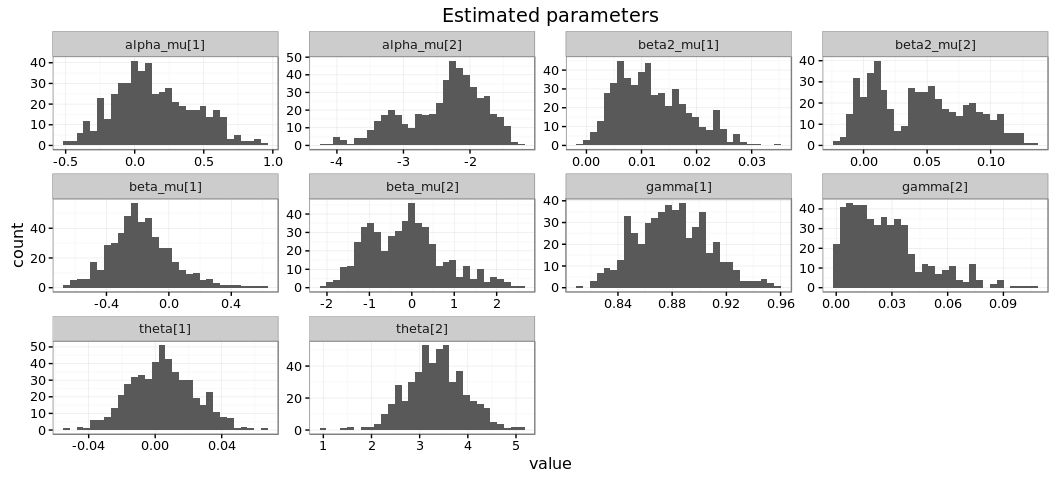 Estimated parameters
alpha_mu[1] alpha_mu[2] beta2_mu[1] beta2_mu[2]
40 30 20 10 0
50 40 30 20 10 0
40 30 20 10 0
40 30 20 10 0
-0.5 0.0 0.5 1.0
-4 -3 -2
0.00 0.01 0.02 0.03
0.00 0.05 0.10
beta_mu[1] beta_mu[2] gamma[1] gamma[2]
40 20 0
40 30 20 10 0
40 30 20 10 0
40 30 20 10 0
-0.4 0.0 0.4
-2 -1 0 1 2
0.84 0.88 0.92 0.96
0.00 0.03 0.06 0.09
theta[1] theta[2]
50 40 30 20 10 0
40 20 0
-0.04 0.00 0.04
1 2 3 4 5
count
value